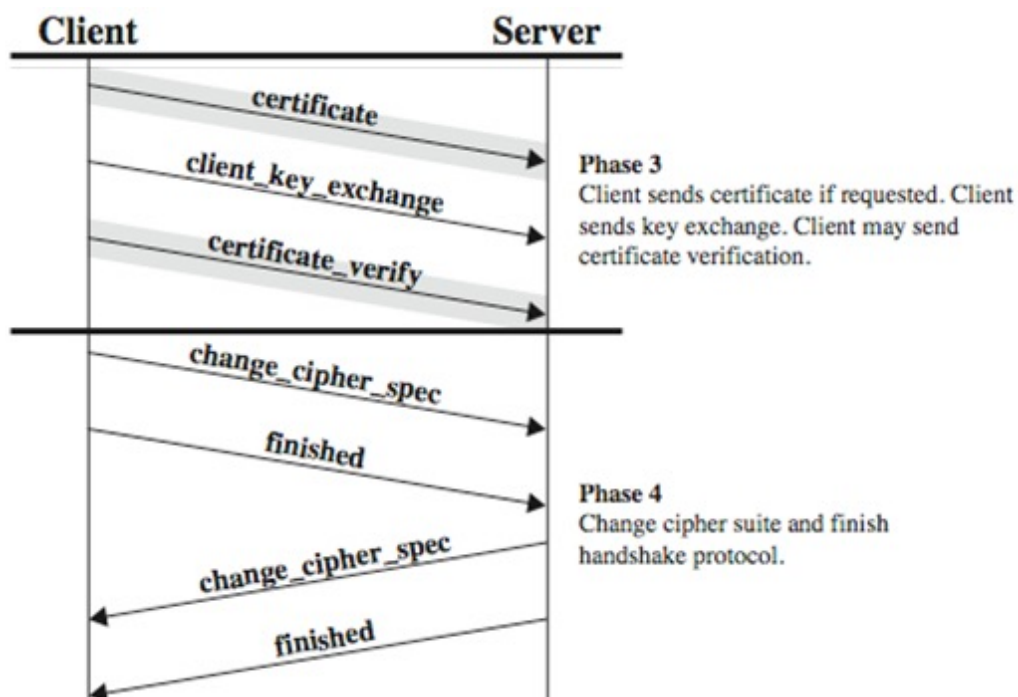 Client
Server
certificate
client_key_exchange
certificate_verify
Phase 3
Client sends certificate if requested. Client
sends key exchange. Client may send
certificate verification.
change_cipher_spec
finished
change_cipher_spec
finished
Phase 4
Change cipher suite and finish
handshake protocol.